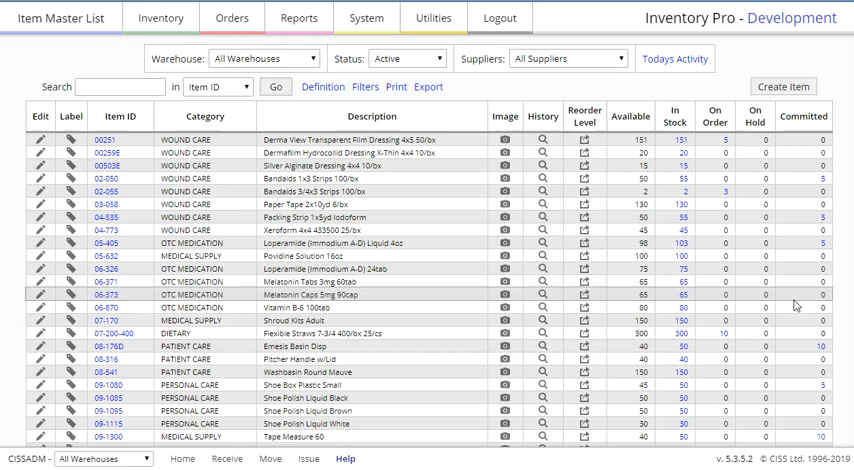 Item Master List Inventory Orders Reports System Utilities Logout Inventory Pro - Development
Warehouse: All Warehouses Status: Active Suppliers: All Suppliers Todays Activity
Search in Item ID Go Definition Filters Print Export Create Item
Edit Label Item ID Category Description Image History Reorder Level Available In Stock On Order On Hold Committed
00251 WOUND CARE Derma View Transparent Film Dressing 4x5 50/bx 151 151 5 0 0
00259E WOUND CARE Dermafilm Hydrocolloid Dressing X-Thin 4x4 10/bx 20 20 0 0 0
00503E WOUND CARE Silver Alginate Dressing 4x4 10/bx 15 15 0 0 0
02-050 WOUND CARE Bandaids 1x3 Strips 100/bx 50 55 0 0 5
02-055 WOUND CARE Bandaids 3/4x3 Strips 100/bx 2 2 3 0 0
03-058 WOUND CARE Paper Tape 2x10yd 6/bx 130 130 0 0 0
04-535 WOUND CARE Packing Strip 1x5yd Iodoform 50 55 0 0 5
04-773 WOUND CARE Xeroform 4x4 433500 25/bx 45 45 0 0 0
05-405 OTC MEDICATION Loperamide (Immodium A-D) Liquid 4oz 98 103 0 0 5
05-632 MEDICAL SUPPLY Povidine Solution 16oz 100 100 0 0 0
06-326 OTC MEDICATION Loperamide (Immodium A-D) 24tab 75 75 0 0 0
06-371 OTC MEDICATION Melatonin Tabs 3mg 60tab 65 65 0 0 0
06-373 OTC MEDICATION Melatonin Caps 5mg 90cap 65 65 0 0 0
06-870 OTC MEDICATION Vitamin B-6 100tab 80 80 0 0 0
07-170 MEDICAL SUPPLY Shroud Kits Adult 150 150 0 0 0
07-200-400 DIETARY Flexible Straws 7-3/4 400/bx 25/cs 300 300 10 0 0
08-176D PATIENT CARE Emesis Basin Disp 40 50 0 0 10
08-316 PATIENT CARE Pitcher Handle w/Lid 40 40 0 0 0
08-541 PATIENT CARE Washbasin Round Mauve 150 150 0 0 0
09-1080 PERSONAL CARE Shoe Box Plastic Small 45 50 0 0 5
09-1085 PERSONAL CARE Shoe Polish Liquid Black 50 50 0 0 0
09-1095 PERSONAL CARE Shoe Polish Liquid Brown 50 50 0 0 0
09-1115 PERSONAL CARE Shoe Polish Liquid White 30 30 0 0 0
09-1300 MEDICAL SUPPLY Tape Measure 60 40 50 0 0 10
CISSADM - All Warehouses Home Receive Move Issue Help v. 5.3.5.2 © CISS Ltd. 1996-2019